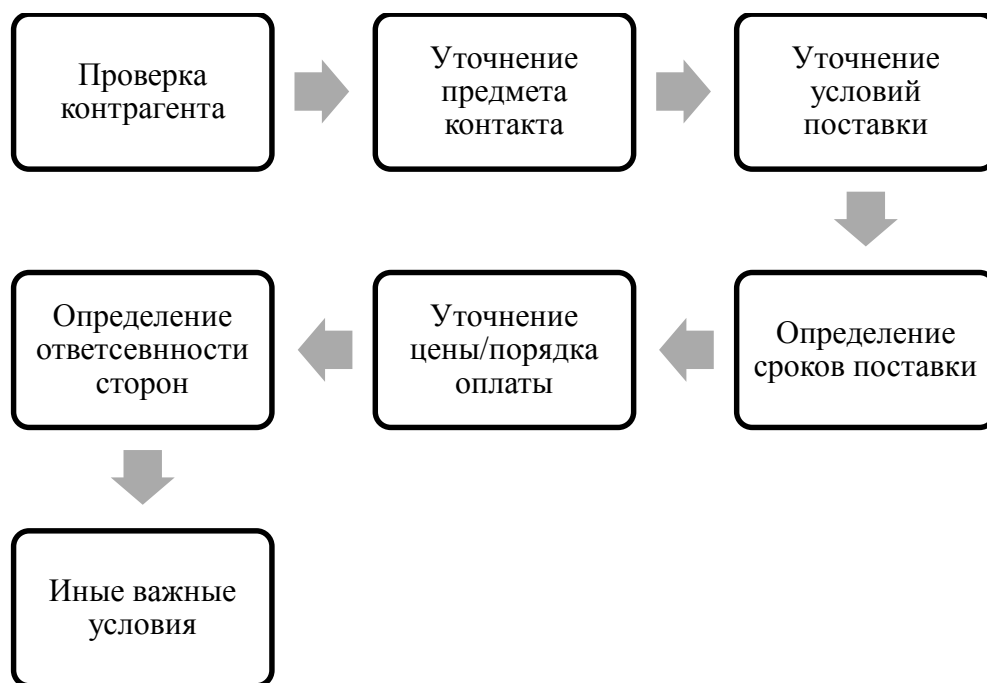 Проверка
контрагента
Уточнение
предмета
контакта
Уточнение
условий
поставки
Определение
сроков поставки
Уточнение
цены/порядка
оплаты
Определение
ответсевнности
сторон
Иные важные
условия